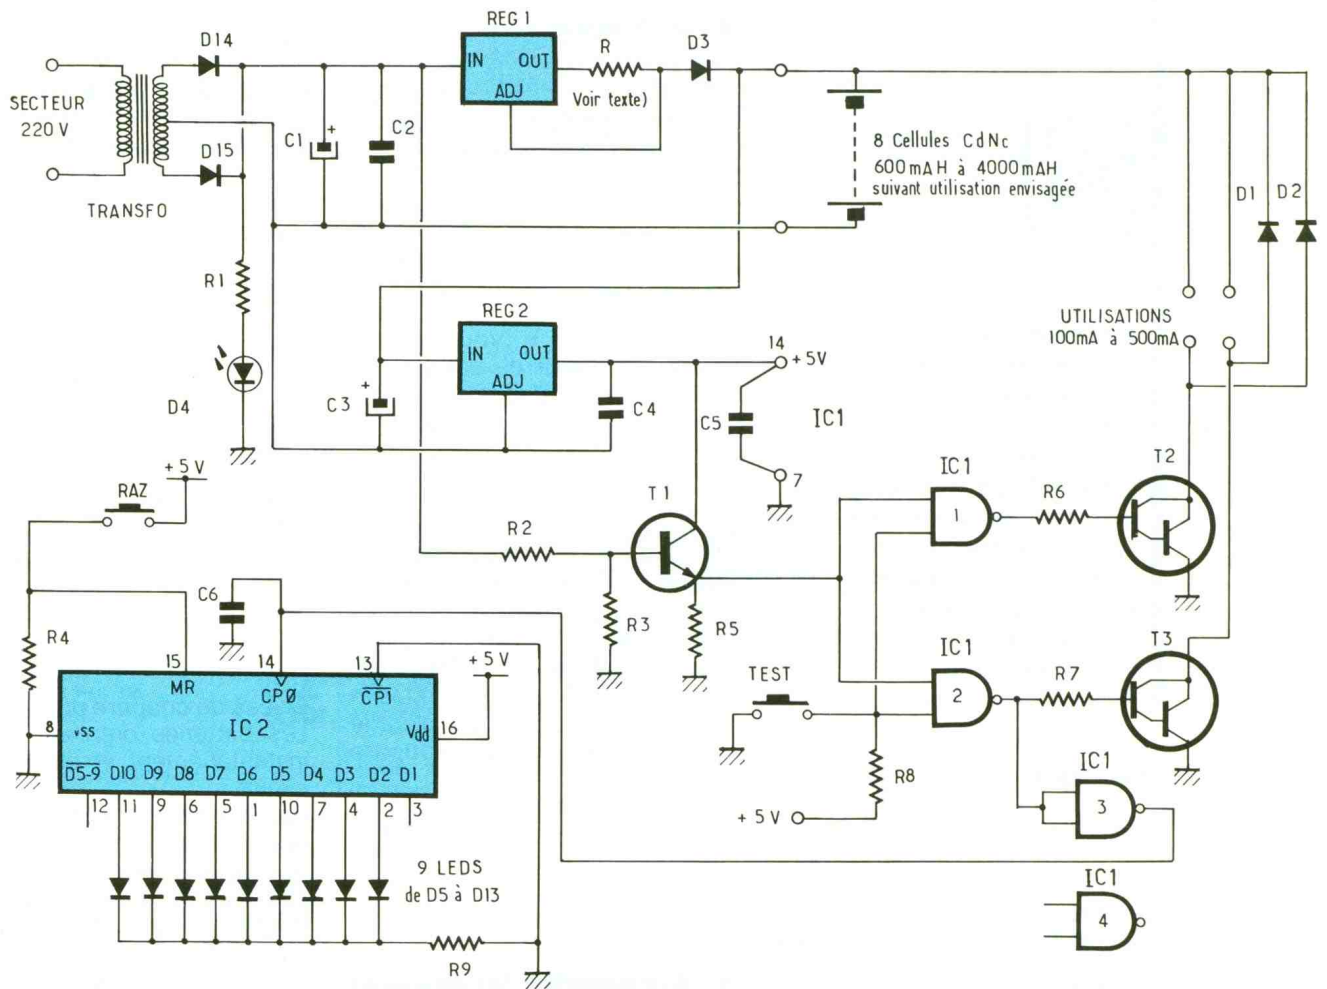 REG 1
D14
IN OUT
ADJ
R
Voir texte)
D3
SECTEUR
220 V
TRANSFO
D15
C1
+
C2
8 Cellules CdNc
600mAH à 4000mAH
suivant utilisation envisagée
D1
D2
R1
D4
REG 2
IN OUT
ADJ
+
C3
C4
14
+ 5V
C5
IC1
7
UTILISATIONS
100mA à 500mA
+ 5 V
RAZ
R4
C6
R2
T1
R3
R5
IC1
1
R6
T2
IC1
2
R7
T3
TEST
R8
+ 5 V
IC1
3
IC1
4
15
14
13
+ 5 V
MR
CPØ
CP1
8
vss
IC2
Vdd
16
D5-9 D10 D9 D8 D7 D6 D5 D4 D3 D2 D1
12 11 9 6 5 1 10 7 4 2 3
9 LEDS
de D5 à D13
R9